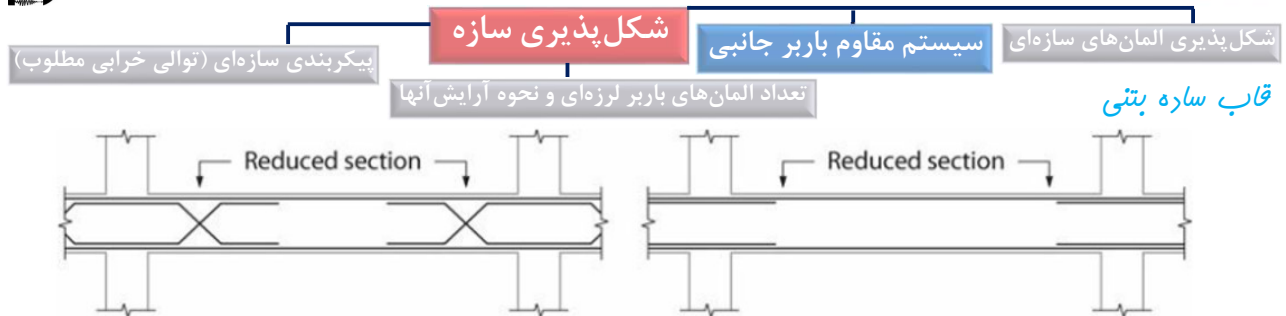 شکل‌پذیری سازه
شکل‌پذیری المان‌های سازه‌ای
سیستم مقاوم باربر جانبی
پیکربندی سازه‌ای (توالی خرابی مطلوب)
تعداد المان‌های باربر لرزه‌ای و نحوه آرایش آنها
قاب ساره بتنی
Reduced section
Reduced section